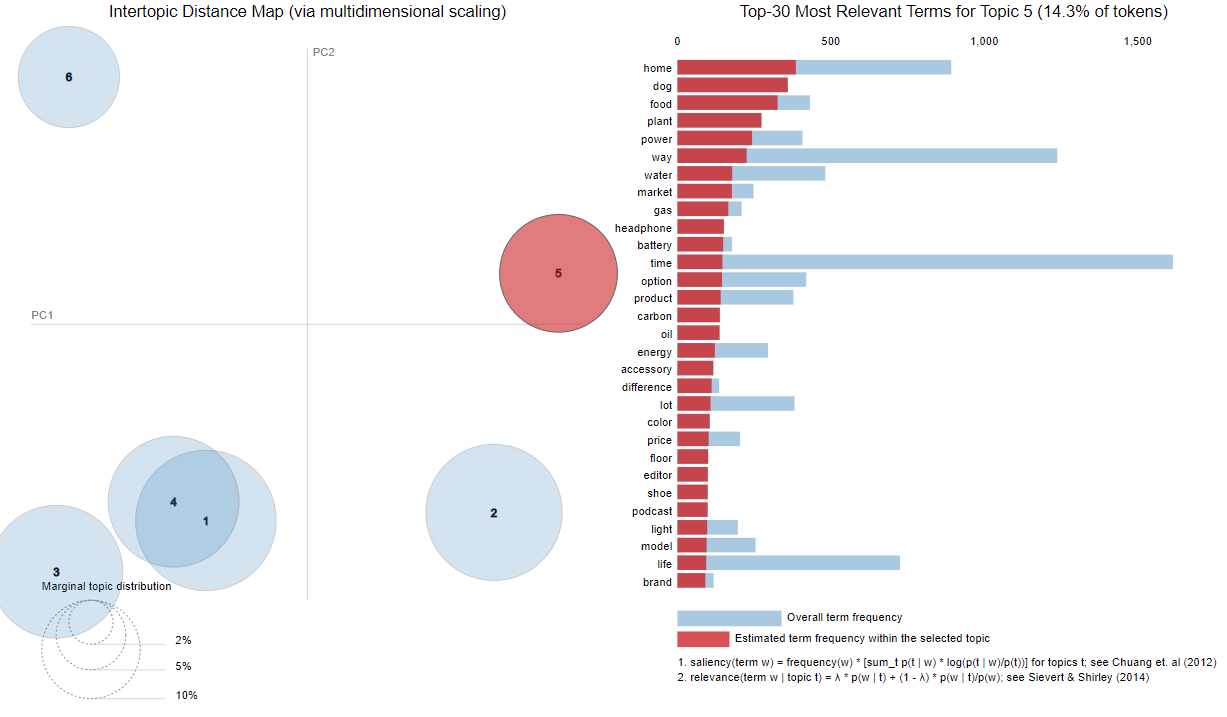 Intertopic Distance Map (via multidimensional scaling)
PC2
PC1
6
5
4
1
2
3
Marginal topic distribution
2%
5%
10%
Top-30 Most Relevant Terms for Topic 5 (14.3% of tokens)
0 500 1,000 1,500
home
dog
food
plant
power
way
water
market
gas
headphone
battery
time
option
product
carbon
oil
energy
accessory
difference
lot
color
price
floor
editor
shoe
podcast
light
model
life
brand
Overall term frequency
Estimated term frequency within the selected topic
1. saliency(term w) = frequency(w) * [sum_t p(t | w) * log(p(t | w)/p(t))] for topics t; see Chuang et. al (2012)
2. relevance(term w | topic t) = λ * p(w | t) + (1 - λ) * p(w | t)/p(w); see Sievert & Shirley (2014)